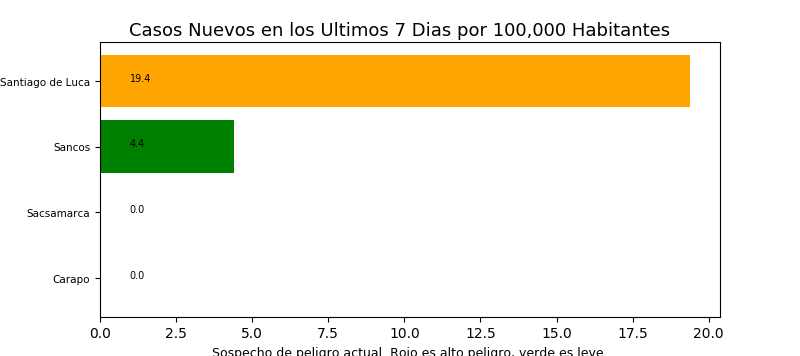 Casos Nuevos en los Ultimos 7 Dias por 100,000 Habitantes
Santiago de Luca
19.4
Sancos
4.4
Sacsamarca
0.0
Carapo
0.0
0.0 2.5 5.0 7.5 10.0 12.5 15.0 17.5 20.0
Sospecho de peligro actual. Rojo es alto peligro, verde es leve